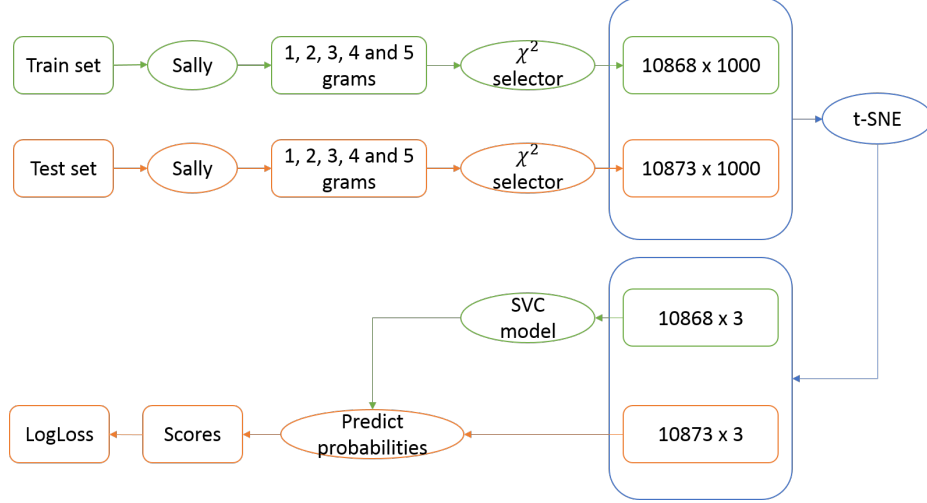 Train set
Sally
1, 2, 3, 4 and 5
grams
χ²
selector
10868 x 1000
t-SNE
Test set
Sally
1, 2, 3, 4 and 5
grams
χ²
selector
10873 x 1000
SVC
model
10868 x 3
LogLoss
Scores
Predict
probabilities
10873 x 3